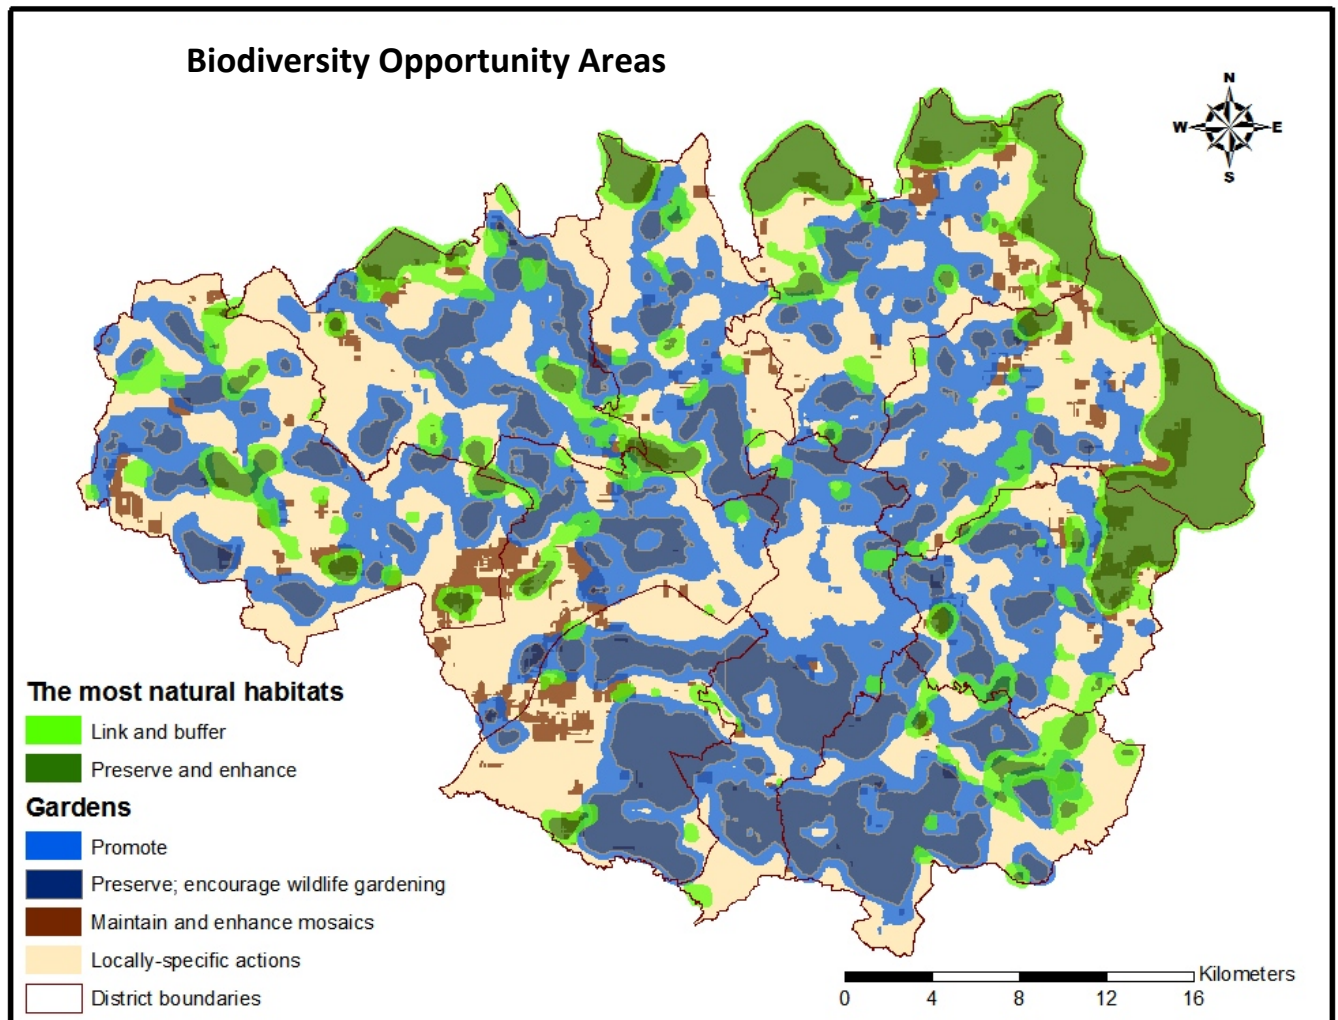 Biodiversity Opportunity Areas
N
W E
S
The most natural habitats
Link and buffer
Preserve and enhance
Gardens
Promote
Preserve; encourage wildlife gardening
Maintain and enhance mosaics
Locally-specific actions
District boundaries
Kilometers
0 4 8 12 16